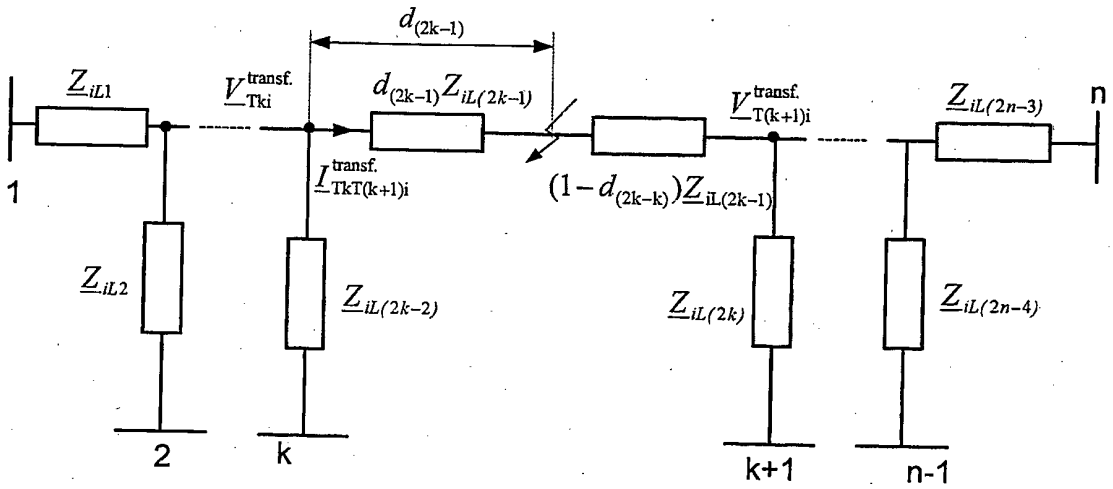 d(2k−1)
Z_iL1
V_Tki^transf.
d(2k−1) Z_iL(2k−1)
V_T(k+1)i^transf.
Z_iL(2n−3)
n
1
I_TkT(k+1)i^transf.
(1− d(2k−k))Z_iL(2k−1)
Z_iL2
Z_iL(2k−2)
Z_iL(2k)
Z_iL(2n−4)
2
k
k+1
n-1